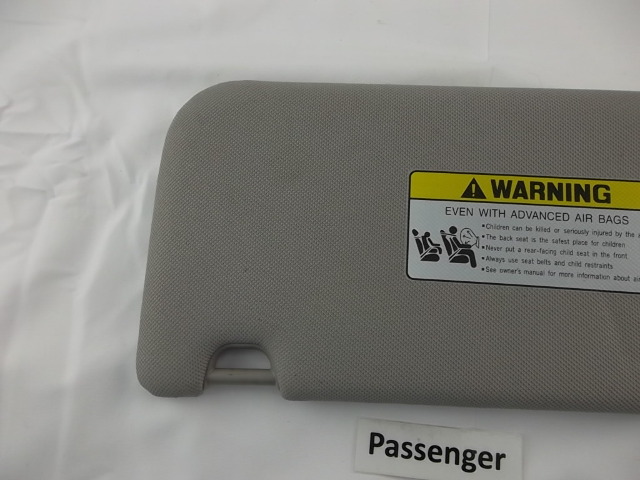 WARNING
EVEN WITH ADVANCED AIR BAGS
•Children can be killed or seriously injured by the
•The back seat is the safest place for children
•Never put a rear-facing child seat in the front
•Always use seat belts and child restraints
•See owner's manual for more information about air
Passenger